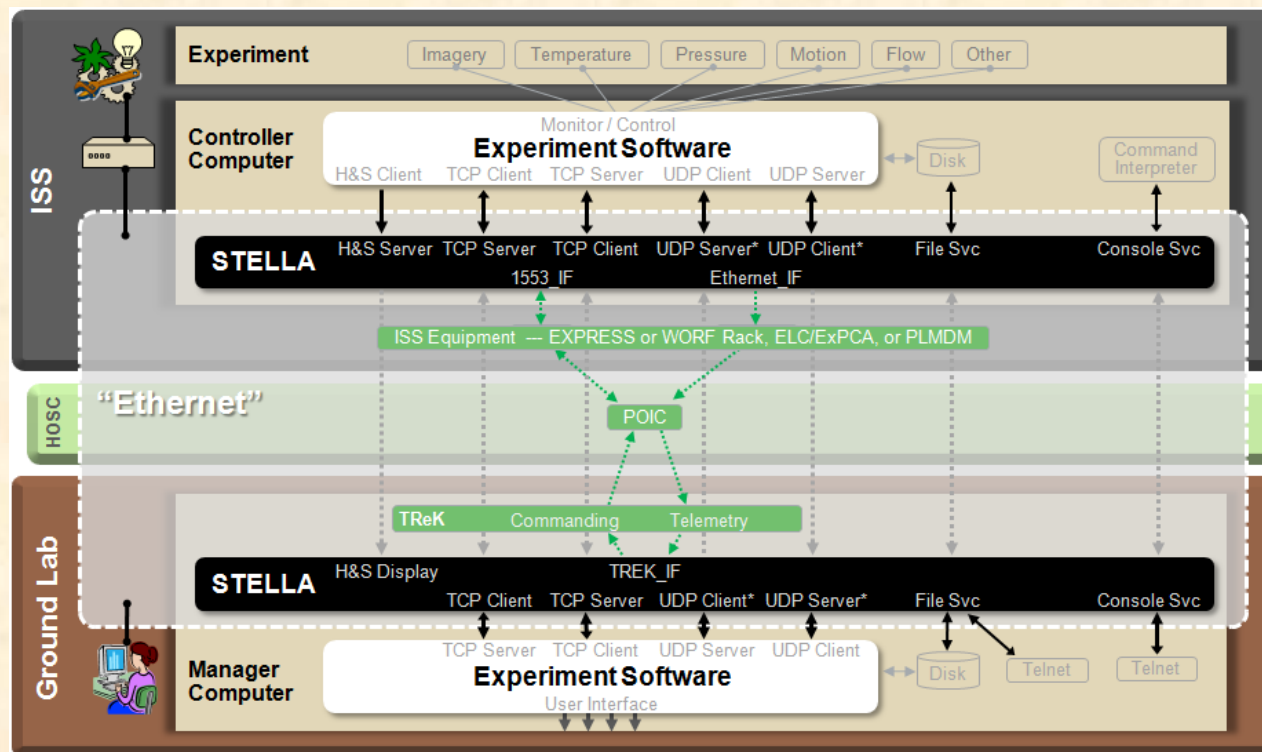 ISS
Experiment
Imagery Temperature Pressure Motion Flow Other
Controller
Computer
Monitor / Control
Experiment Software
H&S Client TCP Client TCP Server UDP Client UDP Server
Disk
Command
Interpreter
STELLA
H&S Server TCP Server TCP Client UDP Server* UDP Client* File Svc Console Svc
1553_IF Ethernet_IF
ISS Equipment --- EXPRESS or WORF Rack, ELC/ExPCA, or PLMDM
HOSC
“Ethernet”
POIC
Ground Lab
TReK Commanding Telemetry
STELLA
H&S Display TREK_IF
TCP Client TCP Server UDP Client* UDP Server* File Svc Console Svc
Manager
Computer
TCP Server TCP Client UDP Server UDP Client
Experiment Software
User Interface
Disk
Telnet
Telnet